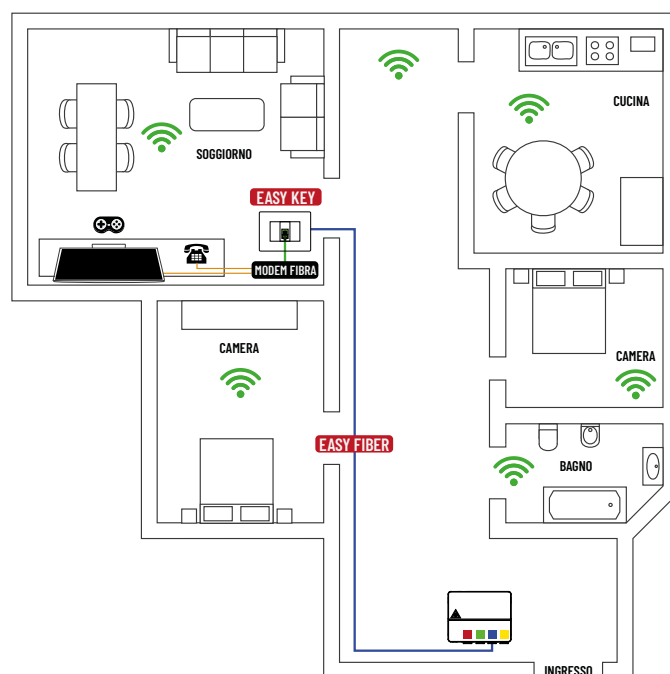 CUCINA
SOGGIORNO
EASY KEY
MODEM FIBRA
CAMERA
CAMERA
EASY FIBER
BAGNO
INGRESSO